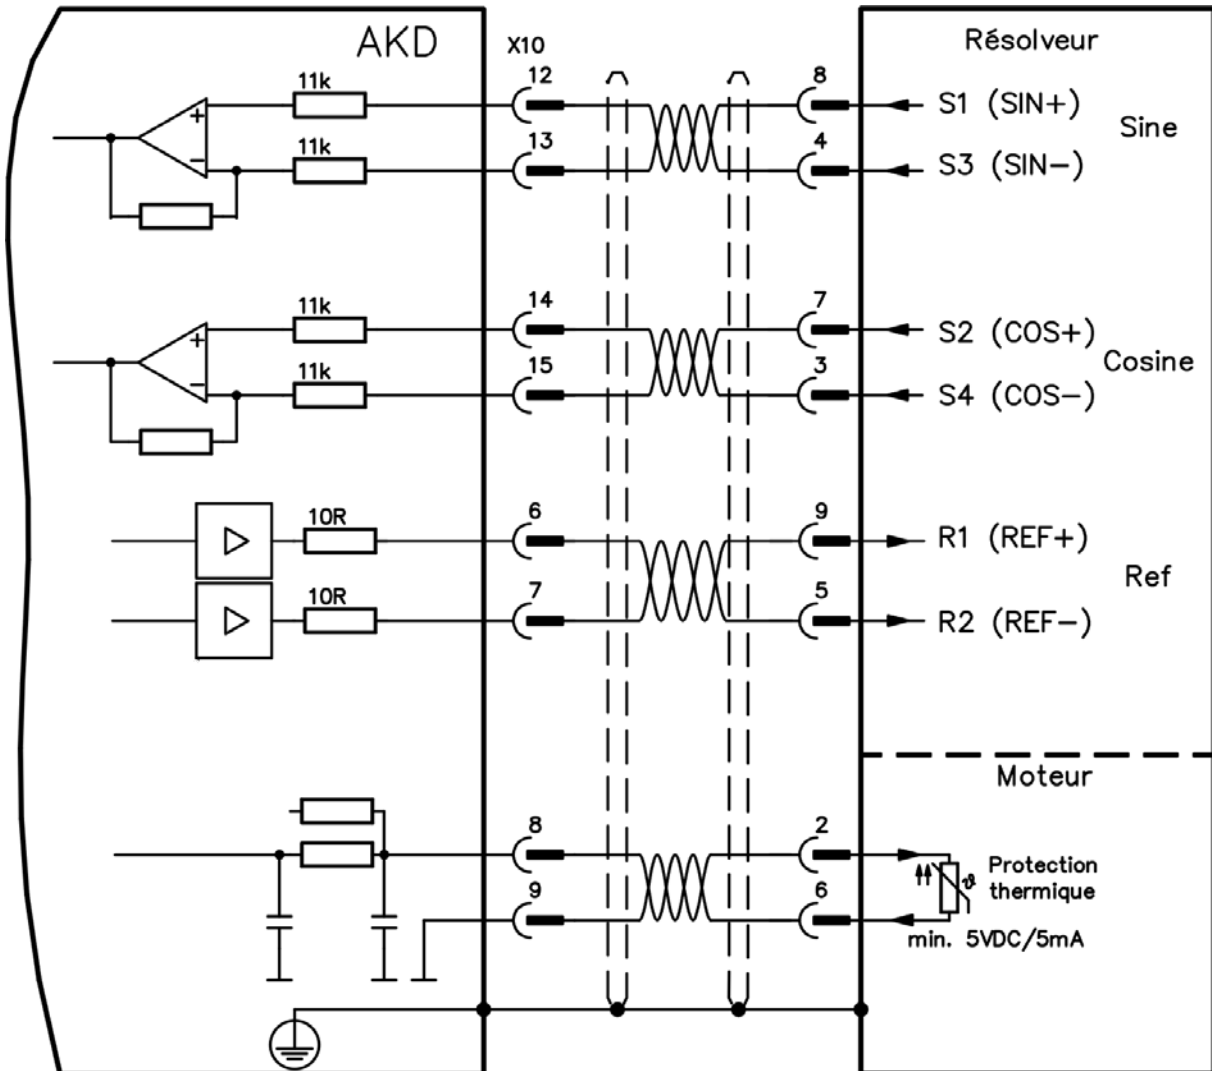 AKD
X10
Résolveur
11k
12
8
S1 (SIN+)
Sine
+
11k
13
4
S3 (SIN−)
−
11k
14
7
S2 (COS+)
Cosine
+
11k
15
3
S4 (COS−)
−
10R
6
9
R1 (REF+)
Ref
10R
7
5
R2 (REF−)
Moteur
8
2
Protection
thermique
ϑ
9
6
min. 5VDC/5mA